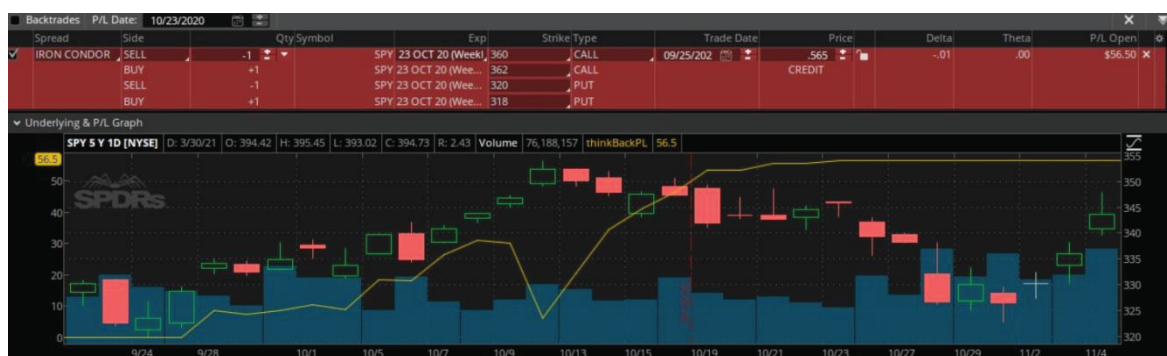 Backtrades P/L Date: 10/23/2020
Spread Side Qty Symbol Exp Strike Type Trade Date Price Delta Theta P/L Open
IRON CONDOR SELL -1 SPY 23 OCT 20 (Weekl 360 CALL 09/25/202 .565 -.01 .00 $56.50
BUY +1 SPY 23 OCT 20 (Wee... 362 CALL CREDIT
SELL -1 SPY 23 OCT 20 (Wee... 320 PUT
BUY +1 SPY 23 OCT 20 (Wee... 318 PUT
Underlying & P/L Graph
SPY 5 Y 1D [NYSE] D: 3/30/21 O: 394.42 H: 395.45 L: 393.02 C: 394.73 R: 2.43 Volume 76,188,157 thinkBackPL 56.5
56.5 355
50 350
SPDRs
345
40 340
30 335
20 330
10 325
0 320
9/24 9/28 10/1 10/5 10/7 10/9 10/13 10/15 10/19 10/21 10/23 10/27 10/29 11/2 11/4